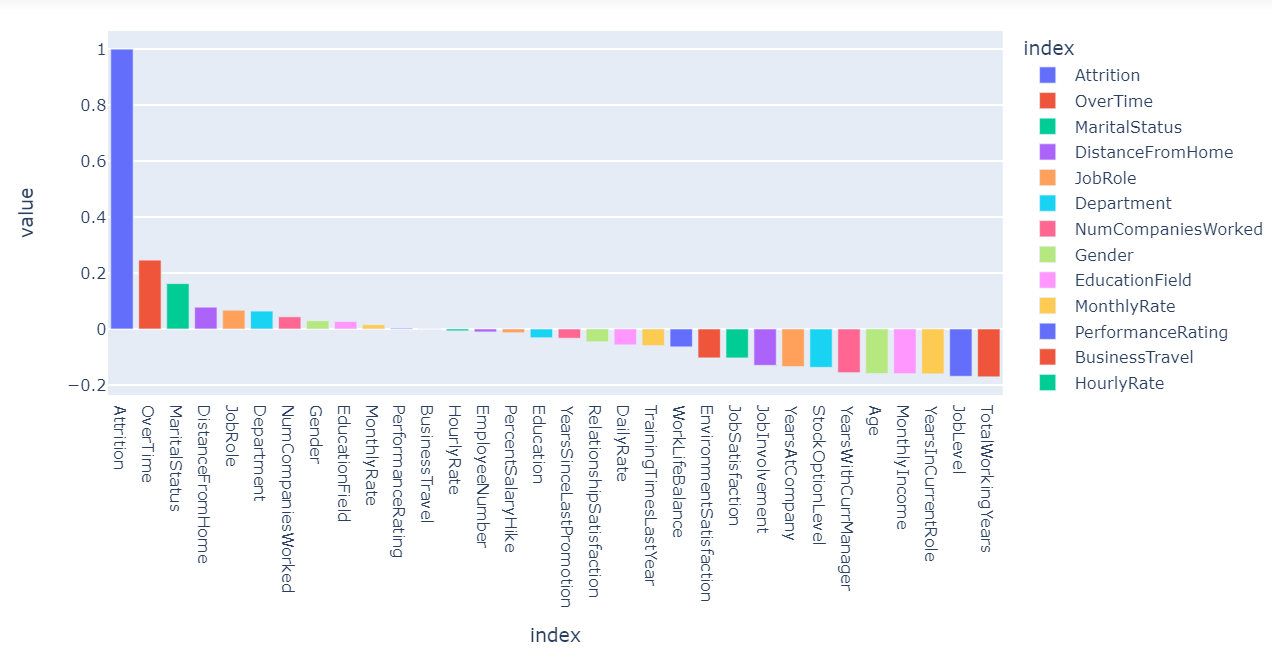 value
1
0.8
0.6
0.4
0.2
0
−0.2
Attrition
OverTime
MaritalStatus
DistanceFromHome
JobRole
Department
NumCompaniesWorked
Gender
EducationField
MonthlyRate
PerformanceRating
BusinessTravel
HourlyRate
EmployeeNumber
PercentSalaryHike
Education
YearsSinceLastPromotion
RelationshipSatisfaction
DailyRate
TrainingTimesLastYear
WorkLifeBalance
EnvironmentSatisfaction
JobSatisfaction
JobInvolvement
YearsAtCompany
StockOptionLevel
YearsWithCurrManager
Age
MonthlyIncome
YearsInCurrentRole
JobLevel
TotalWorkingYears
index
index
Attrition
OverTime
MaritalStatus
DistanceFromHome
JobRole
Department
NumCompaniesWorked
Gender
EducationField
MonthlyRate
PerformanceRating
BusinessTravel
HourlyRate